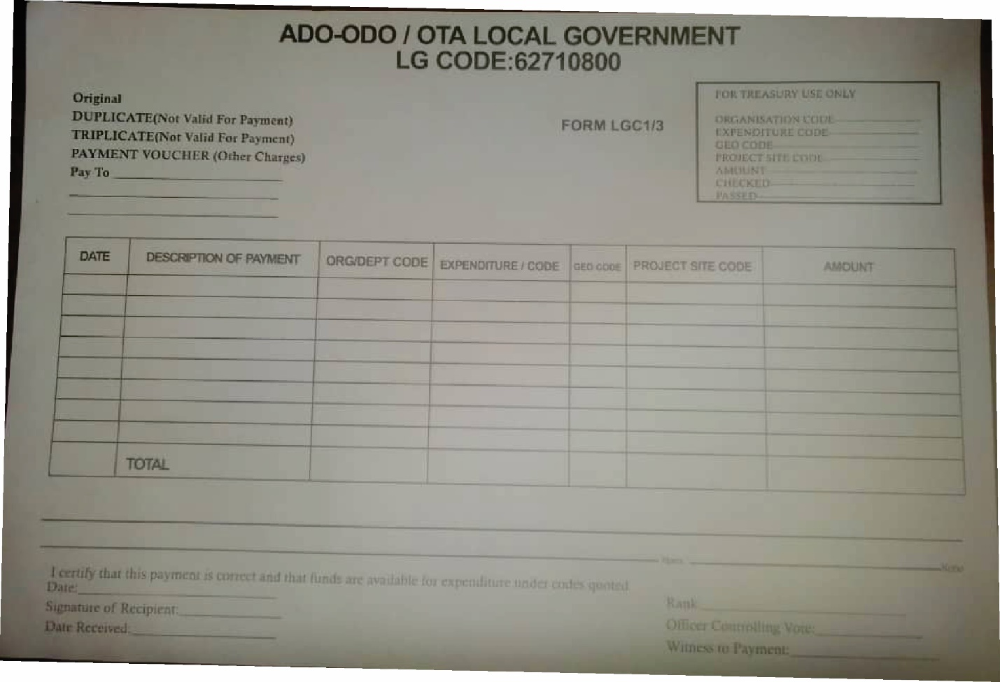 ADO-ODO / OTA LOCAL GOVERNMENT
LG CODE:62710800
Original
DUPLICATE(Not Valid For Payment)
TRIPLICATE(Not Valid For Payment)
PAYMENT VOUCHER (Other Charges)
Pay To
FORM LGC1/3
FOR TREASURY USE ONLY
ORGANISATION CODE
EXPENDITURE CODE
GEO CODE
PROJECT SITE CODE
AMOUNT
CHECKED
PASSED
DATE DESCRIPTION OF PAYMENT ORG/DEPT CODE EXPENDITURE / CODE GEO CODE PROJECT SITE CODE AMOUNT
TOTAL
I certify that this payment is correct and that funds are available for expenditure under codes quoted
Date:
Signature of Recipient:
Date Received:
Rank
Officer Controlling Vote:
Witness to Payment: